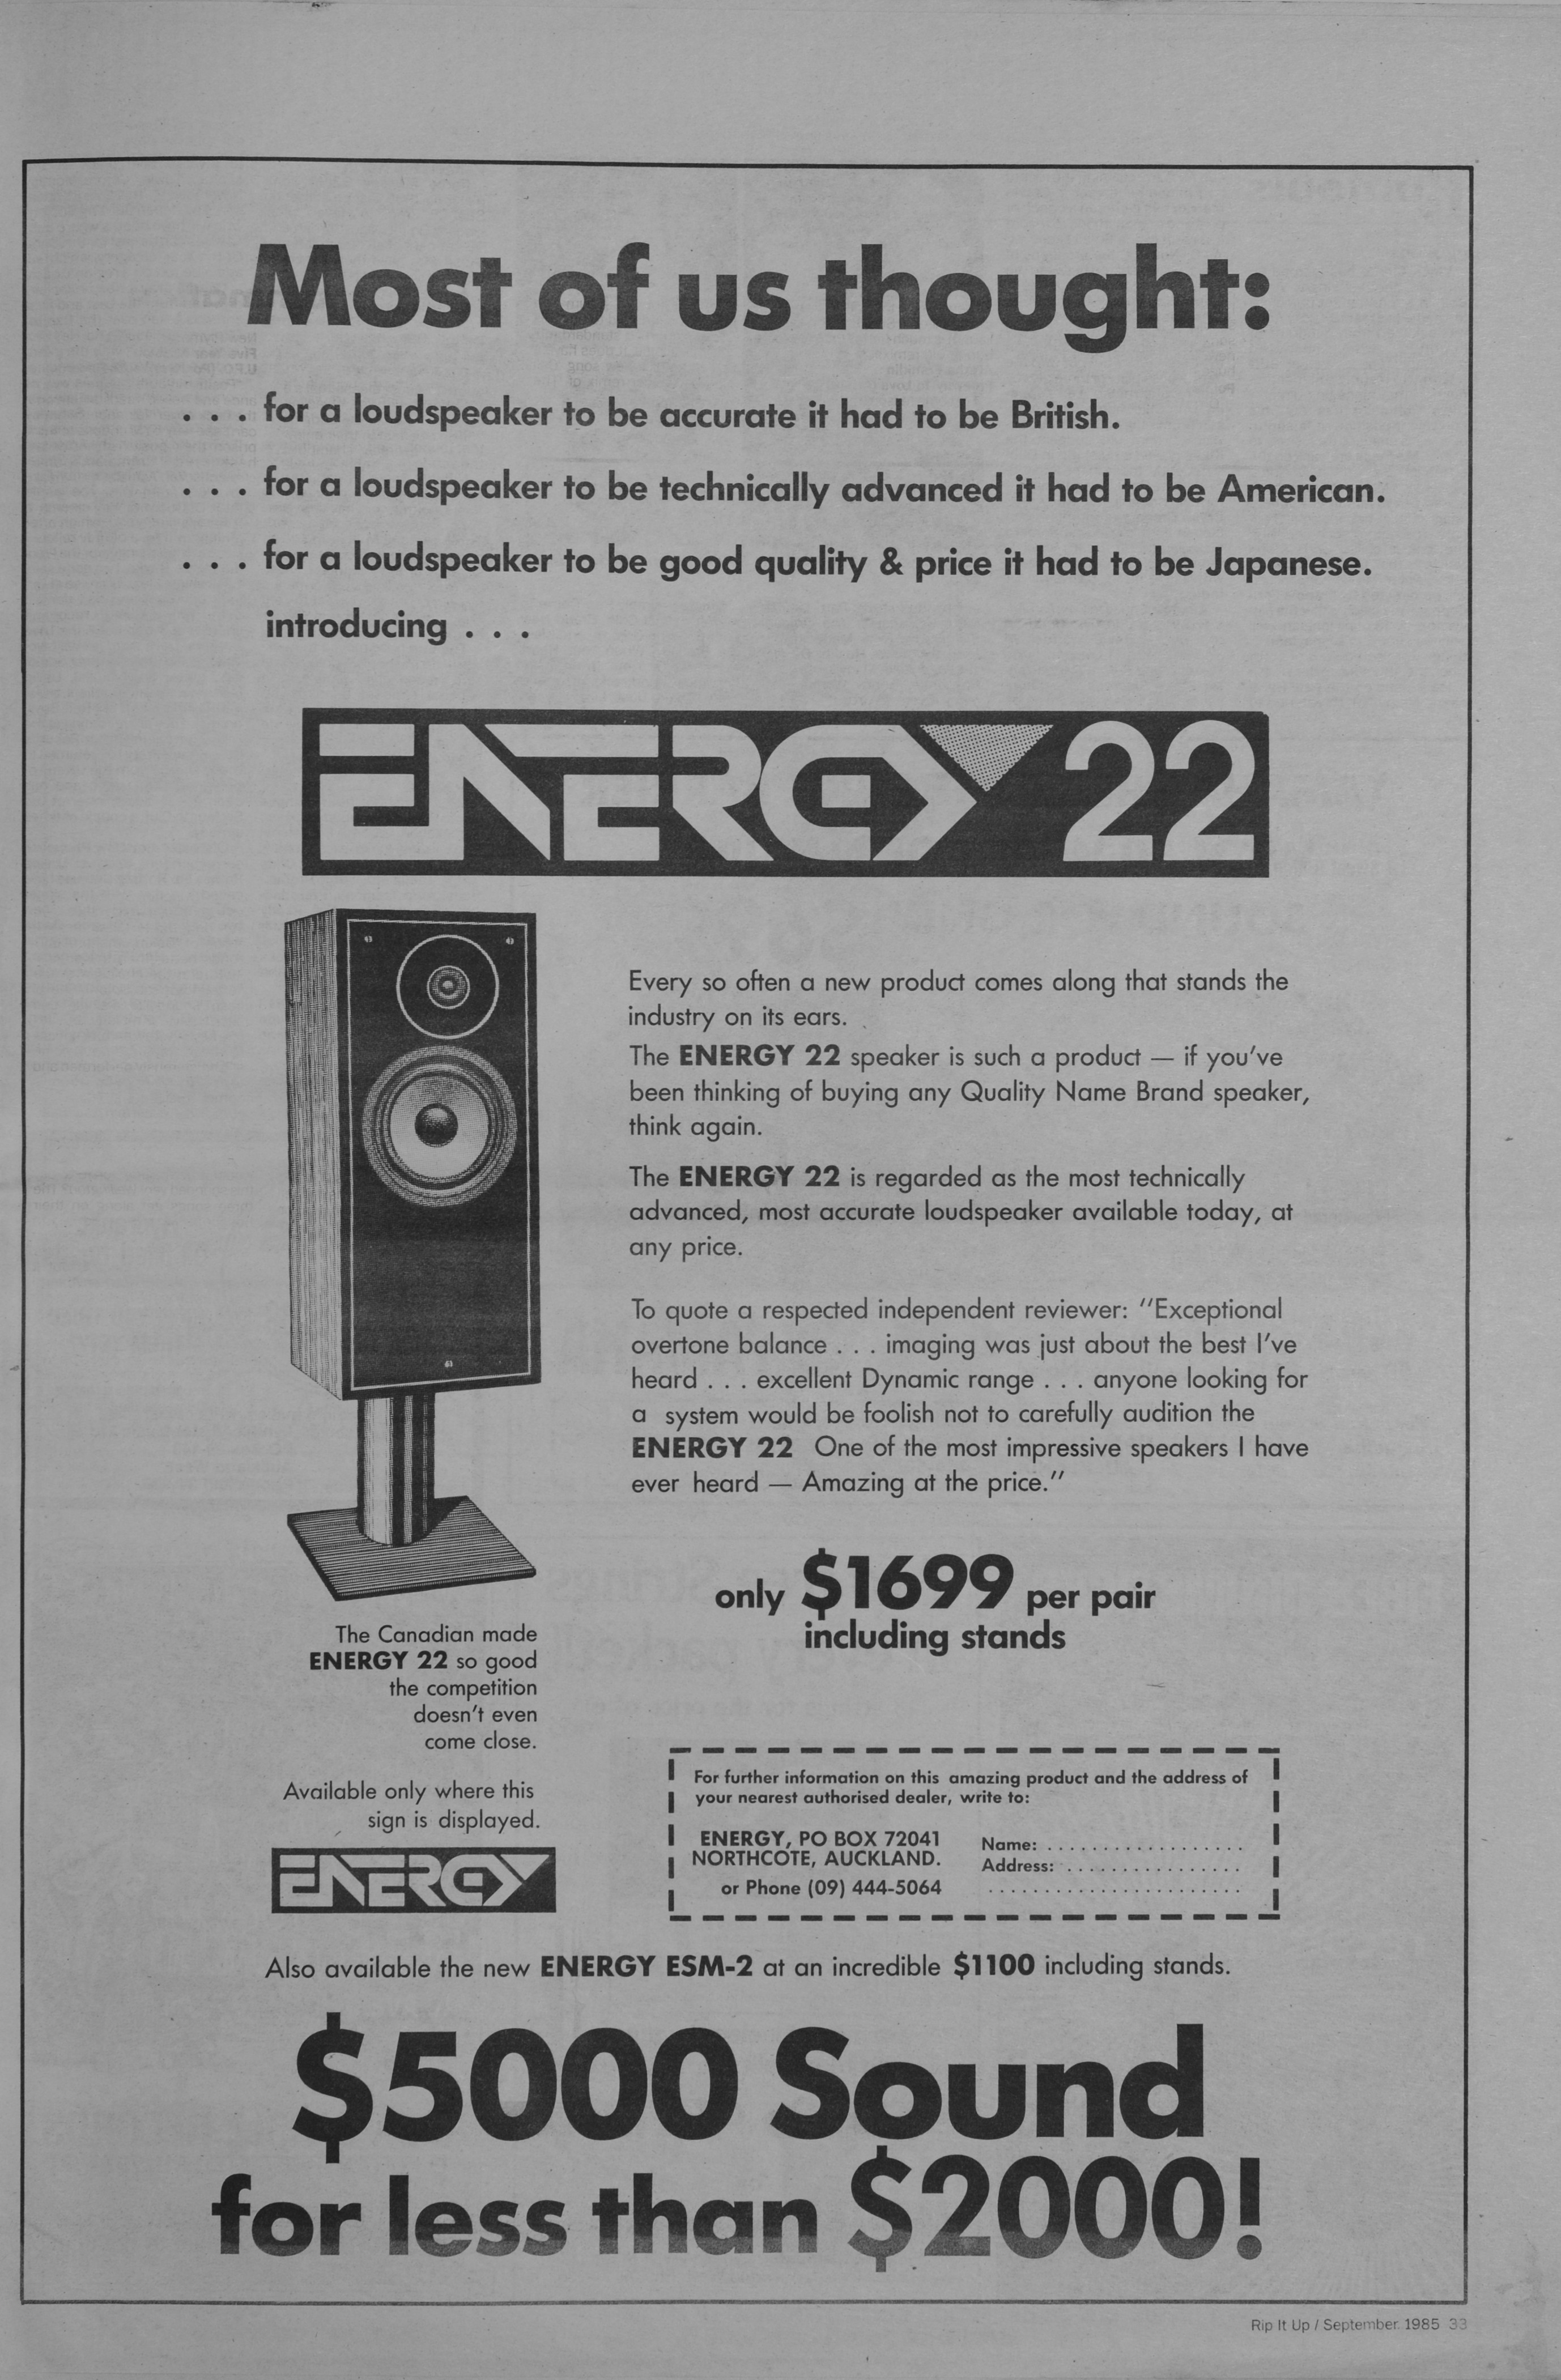 Most of us thought:
. . . for a loudspeaker to be accurate it had to be British.
. . . for a loudspeaker to be technically advanced it had to be American.
. . . for a loudspeaker to be good quality & price it had to be Japanese.
introducing . . .
ENERGY 22
Every so often a new product comes along that stands the
industry on its ears.
The ENERGY 22 speaker is such a product — if you've
been thinking of buying any Quality Name Brand speaker,
think again.
The ENERGY 22 is regarded as the most technically
advanced, most accurate loudspeaker available today, at
any price.
To quote a respected independent reviewer: "Exceptional
overtone balance . . . imaging was just about the best I've
heard . . . excellent Dynamic range . . . anyone looking for
a system would be foolish not to carefully audition the
ENERGY 22 One of the most impressive speakers I have
ever heard — Amazing at the price."
only $1699 per pair
including stands
The Canadian made
ENERGY 22 so good
the competition
doesn't even
come close.
Available only where this
sign is displayed.
ENERGY
For further information on this amazing product and the address of
your nearest authorised dealer, write to:
ENERGY, PO BOX 72041
NORTHCOTE, AUCKLAND.
or Phone (09) 444-5064
Name: . . . . . . . . . . . . . . . . . .
Address: . . . . . . . . . . . . . . . .
. . . . . . . . . . . . . . . . . . . . . . .
Also available the new ENERGY ESM-2 at an incredible $1100 including stands.
$5000 Sound
for less than $2000!
Rip It Up / September 1985 33